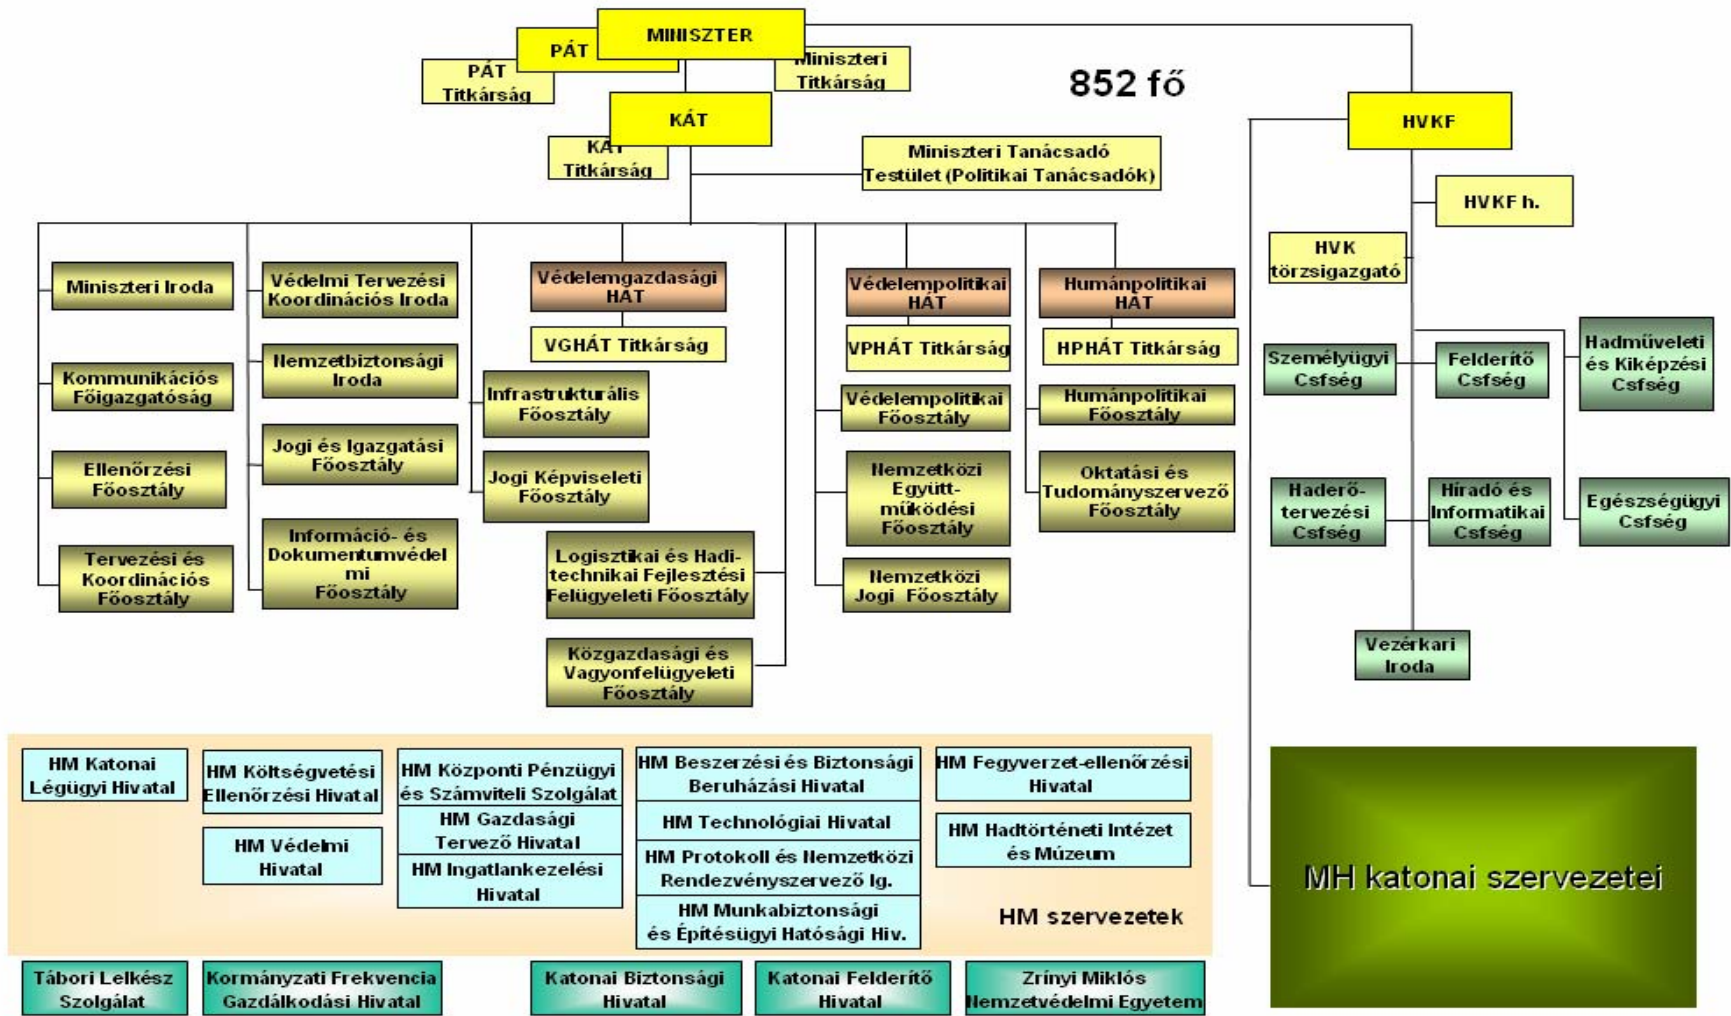 MINISZTER
PÁT
PÁT
Titkárság
Miniszteri
Titkárság
852 fő
KÁT
KÁT
Titkárság
Miniszteri Tanácsadó
Testület (Politikai Tanácsadók)
HVKF
HVKF h.
HVK
törzsigazgató
Miniszteri Iroda
Kommunikációs
Főigazgatóság
Ellenőrzési
Főosztály
Tervezési és
Koordinációs
Főosztály
Védelmi Tervezési
Koordinációs Iroda
Nemzetbiztonsági
Iroda
Jogi és Igazgatási
Főosztály
Információ- és
Dokumentumvédel
mi
Főosztály
Infrastrukturális
Főosztály
Jogi Képviseleti
Főosztály
Védelemgazdasági
HÁT
VGHÁT Titkárság
Logisztikai és Hadi-
technikai Fejlesztési
Felügyeleti Főosztály
Közgazdasági és
Vagyonfelügyeleti
Főosztály
Védelempolitikai
HÁT
VPHÁT Titkárság
Védelempolitikai
Főosztály
Nemzetközi
Együtt-
működési
Főosztály
Nemzetközi
Jogi Főosztály
Humánpolitikai
HÁT
HPHÁT Titkárság
Humánpolitikai
Főosztály
Oktatási és
Tudományszervező
Főosztály
Személyügyi
Csfség
Felderítő
Csfség
Hadműveleti
és Kiképzési
Csfség
Haderő-
tervezési
Csfség
Híradó és
Informatikai
Csfség
Egészségügyi
Csfség
Vezérkari
Iroda
HM Katonai
Légügyi Hivatal
HM Költségvetési
Ellenőrzési Hivatal
HM Védelmi
Hivatal
HM Központi Pénzügyi
és Számviteli Szolgálat
HM Gazdasági
Tervező Hivatal
HM Ingatlankezelési
Hivatal
HM Beszerzési és Biztonsági
Beruházási Hivatal
HM Technológiai Hivatal
HM Protokoll és Nemzetközi
Rendezvényszervező Ig.
HM Munkabiztonsági
és Építésügyi Hatósági Hiv.
HM Fegyverzet-ellenőrzési
Hivatal
HM Hadtörténeti Intézet
és Múzeum
HM szervezetek
MH katonai szervezetei
Tábori Lelkész
Szolgálat
Kormányzati Frekvencia
Gazdálkodási Hivatal
Katonai Biztonsági
Hivatal
Katonai Felderítő
Hivatal
Zrínyi Miklós
Nemzetvédelmi Egyetem